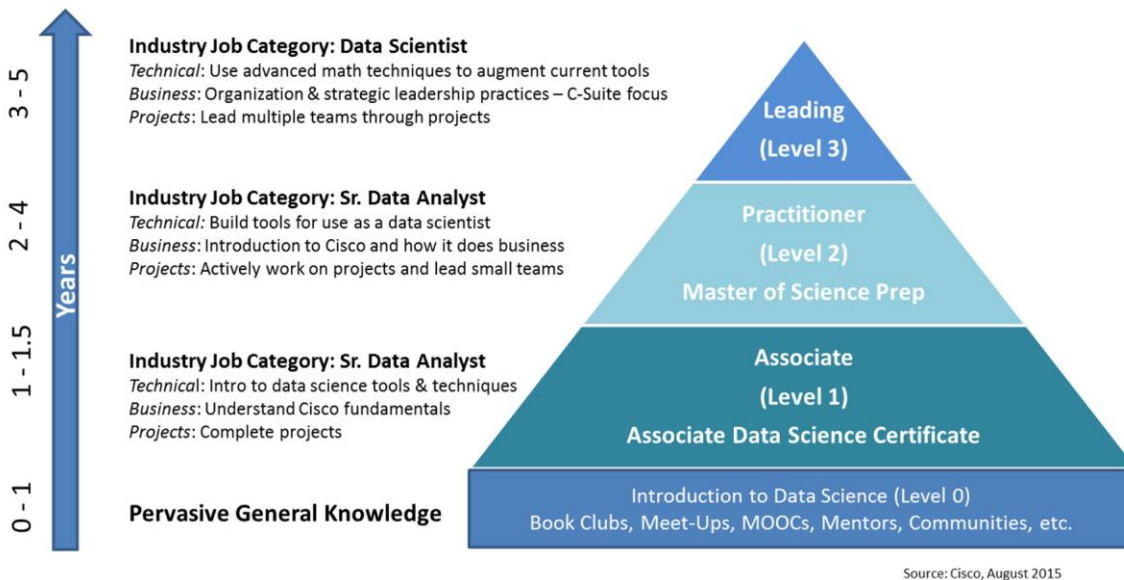 3 - 5
Industry Job Category: Data Scientist
Technical: Use advanced math techniques to augment current tools
Business: Organization & strategic leadership practices – C-Suite focus
Projects: Lead multiple teams through projects
Leading
(Level 3)
2 - 4
Industry Job Category: Sr. Data Analyst
Technical: Build tools for use as a data scientist
Business: Introduction to Cisco and how it does business
Projects: Actively work on projects and lead small teams
Practitioner
(Level 2)
Master of Science Prep
Years
1 - 1.5
Industry Job Category: Sr. Data Analyst
Technical: Intro to data science tools & techniques
Business: Understand Cisco fundamentals
Projects: Complete projects
Associate
(Level 1)
Associate Data Science Certificate
0 - 1
Pervasive General Knowledge
Introduction to Data Science (Level 0)
Book Clubs, Meet-Ups, MOOCs, Mentors, Communities, etc.
Source: Cisco, August 2015